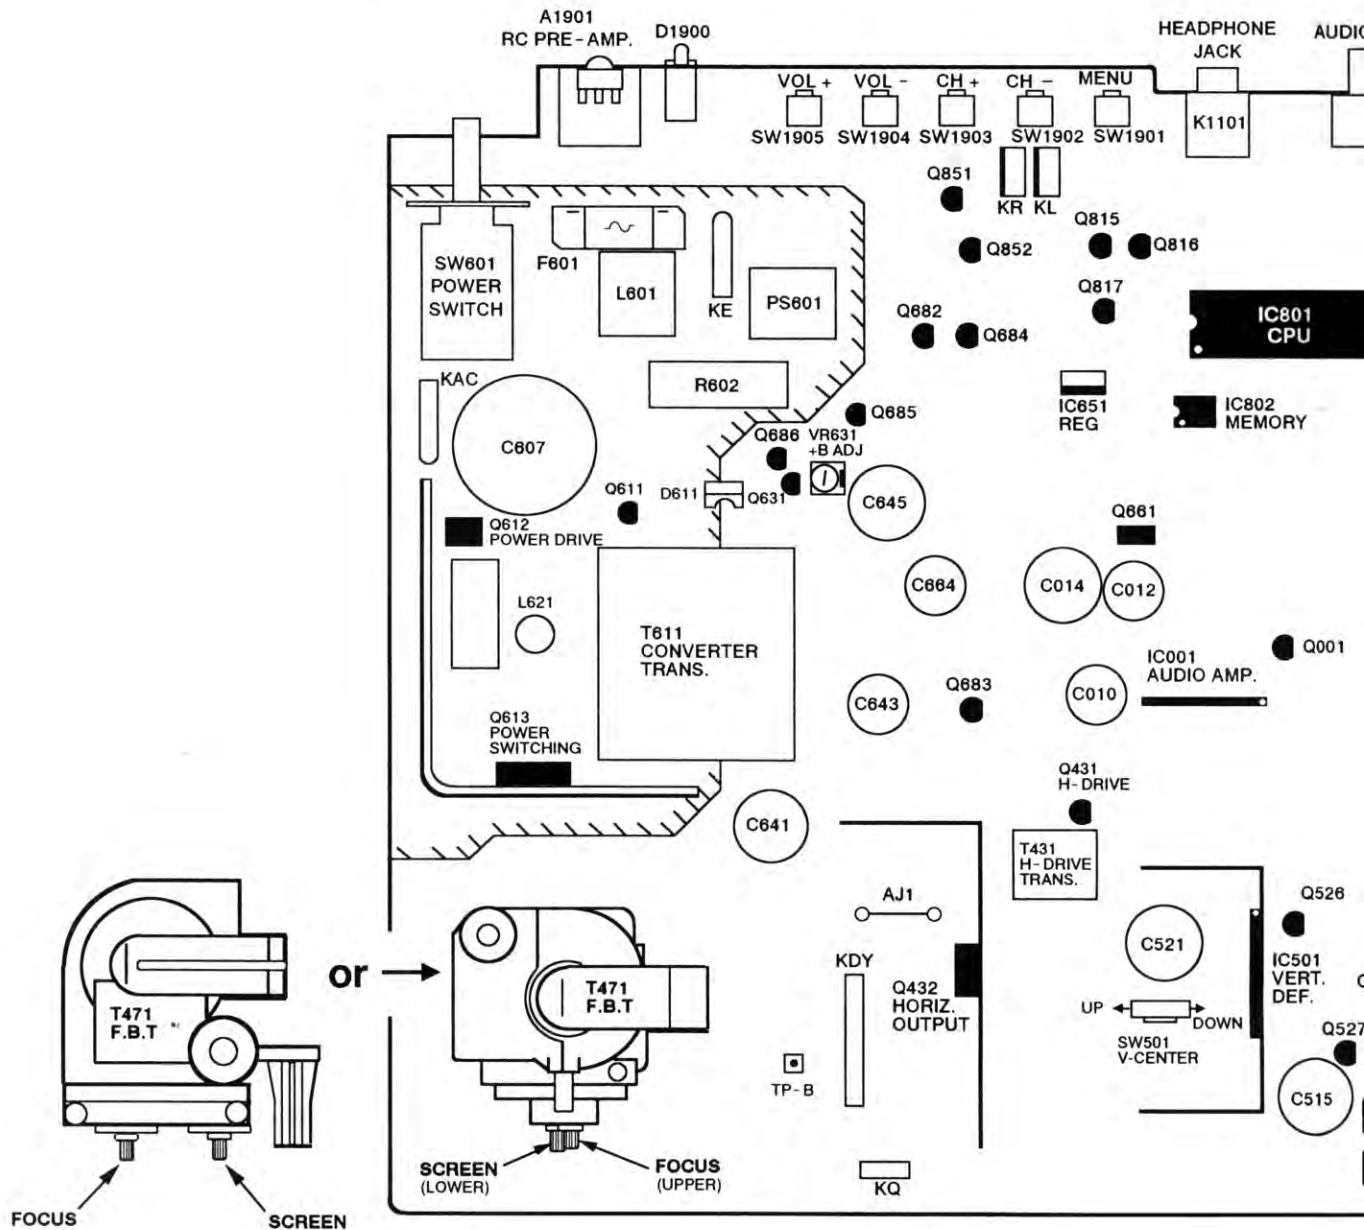 A1901
RC PRE-AMP.
D1900
HEADPHONE
JACK
AUDIO
VOL +
VOL -
CH +
CH -
MENU
K1101
SW1905
SW1904
SW1903
SW1902
SW1901
Q851
KR
KL
Q815
Q816
Q852
SW601
POWER
SWITCH
F601
L601
KE
PS601
Q817
Q682
Q684
IC801
CPU
KAC
R602
IC651
REG
IC802
MEMORY
Q685
C607
Q686
VR631
+B ADJ
Q611
D611
Q631
C645
Q661
Q612
POWER DRIVE
C664
C014
C012
L621
T611
CONVERTER
TRANS.
Q001
IC001
AUDIO AMP.
C643
Q683
C010
Q613
POWER
SWITCHING
Q431
H-DRIVE
C641
T431
H-DRIVE
TRANS.
AJ1
Q526
C521
KDY
IC501
VERT.
DEF.
or
T471
F.B.T
T471
F.B.T
Q432
HORIZ.
OUTPUT
UP
DOWN
SW501
V-CENTER
Q527
TP-B
C515
SCREEN
(LOWER)
FOCUS
(UPPER)
KQ
FOCUS
SCREEN